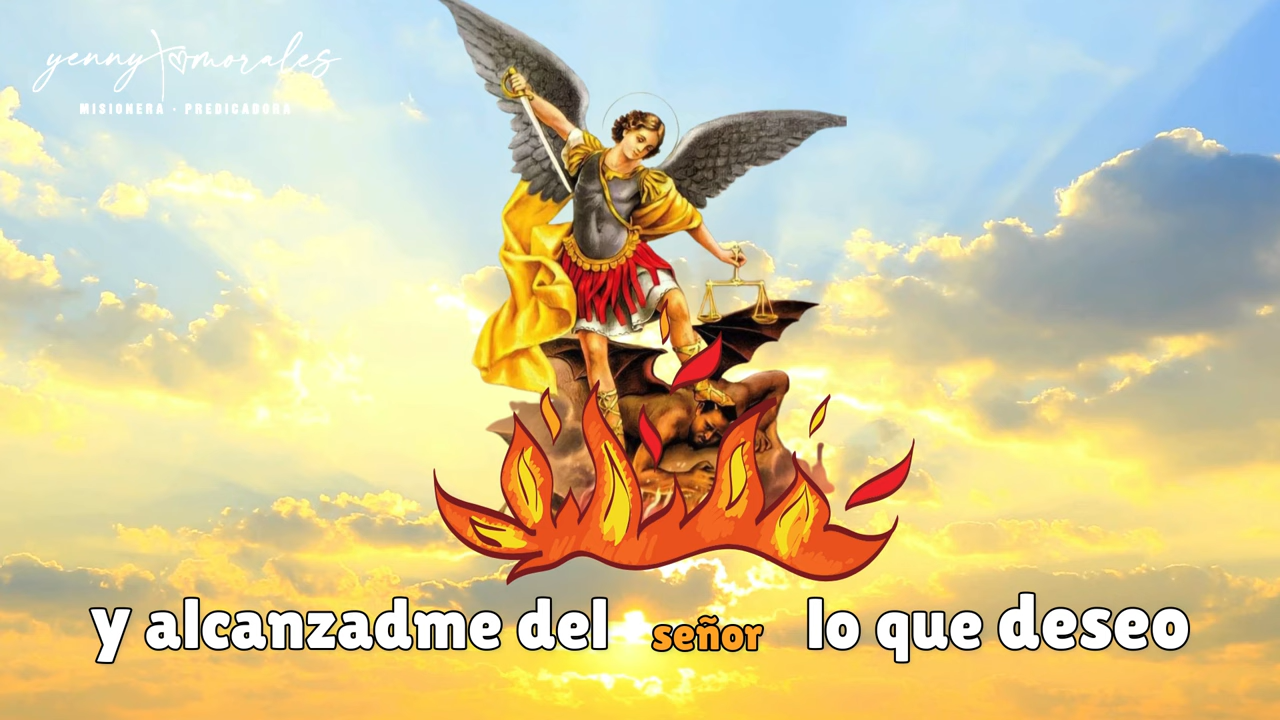 yenny morales
MISIONERA • PREDICADORA
y alcanzadme del señor lo que deseo